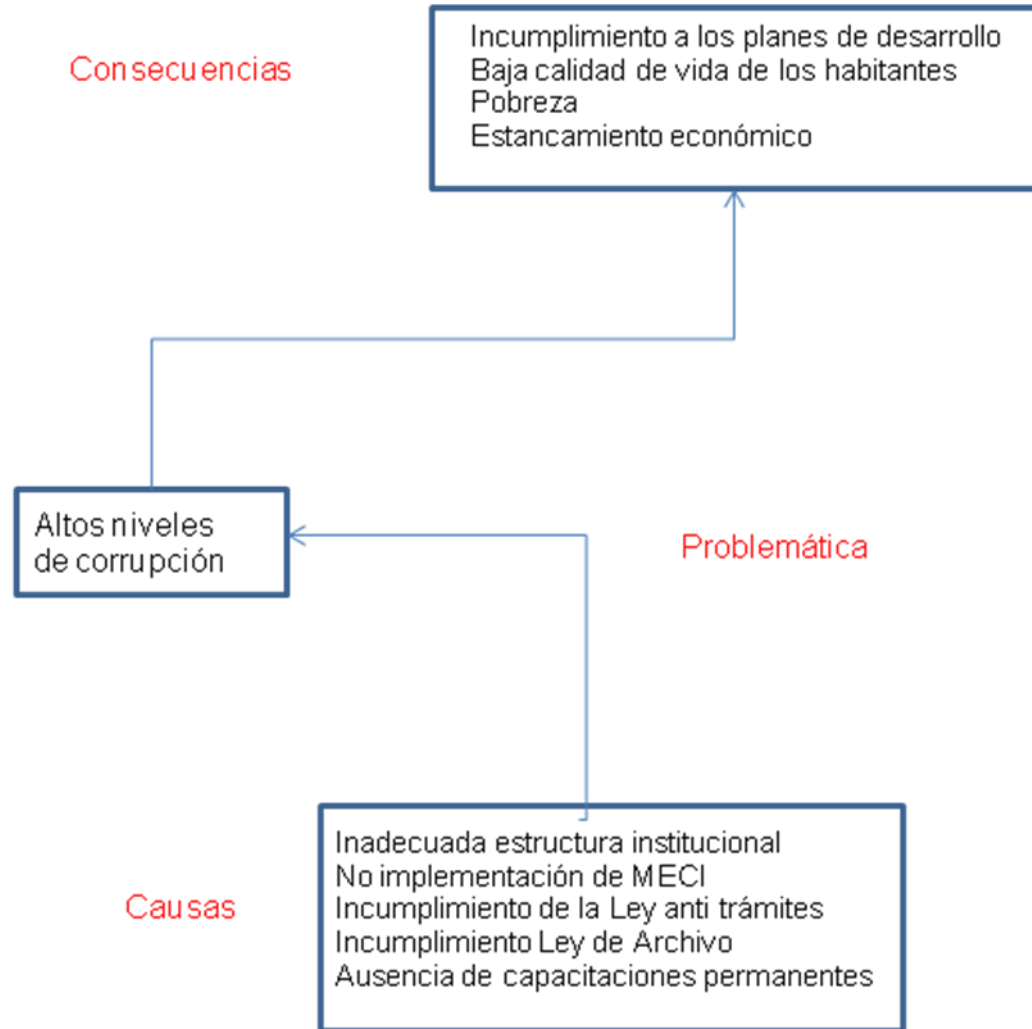 Consecuencias
Incumplimiento a los planes de desarrollo
Baja calidad de vida de los habitantes
Pobreza
Estancamiento económico
Altos niveles
de corrupción
Problemática
Causas
Inadecuada estructura institucional
No implementación de MECI
Incumplimiento de la Ley anti trámites
Incumplimiento Ley de Archivo
Ausencia de capacitaciones permanentes